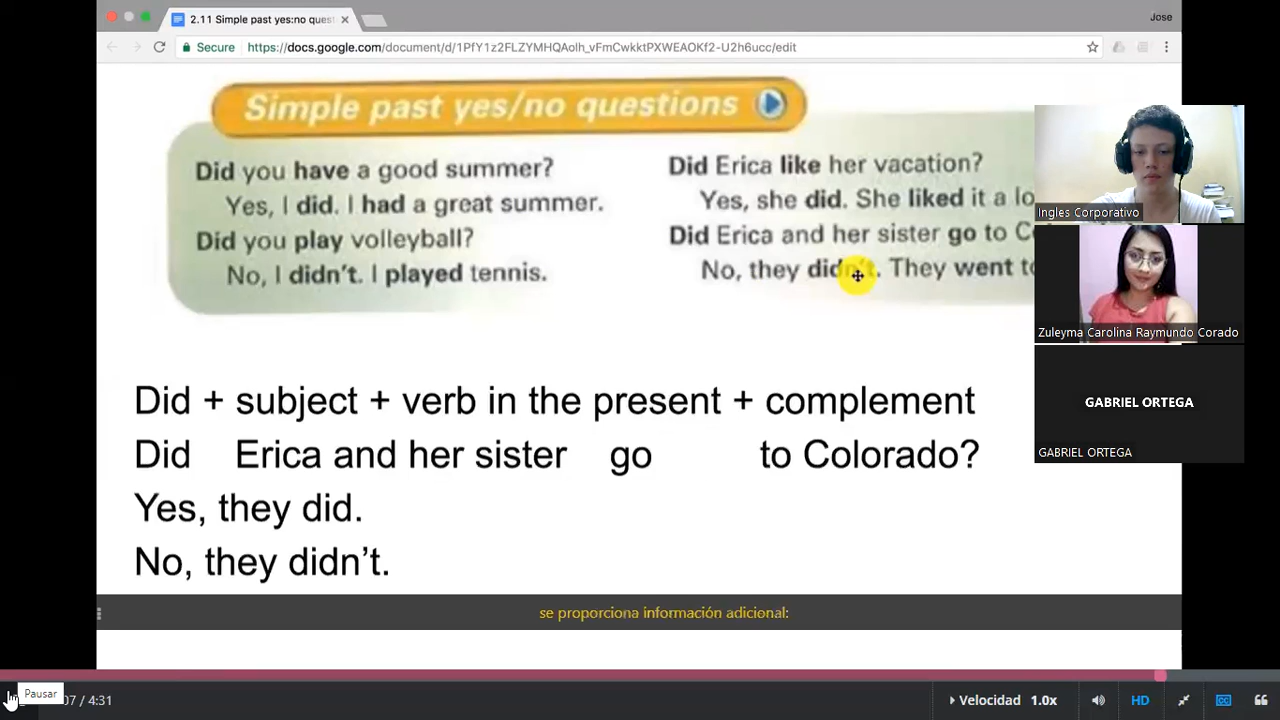 2.11 Simple past yes:no quest
Jose
Secure
https://docs.google.com/document/d/1PfY1z2FLZYMHQAolh_vFmCwkktPXWEAOKf2-U2h6ucc/edit
Simple past yes/no questions
Did you have a good summer?
Yes, I did. I had a great summer.
Did you play volleyball?
No, I didn't. I played tennis.
Did Erica like her vacation?
Yes, she did. She liked it a lo
Did Erica and her sister go to C
No, they didn't. They went to
Ingles Corporativo
Zuleyma Carolina Raymundo Corado
GABRIEL ORTEGA
GABRIEL ORTEGA
Did + subject + verb in the present + complement
Did Erica and her sister go to Colorado?
Yes, they did.
No, they didn't.
se proporciona información adicional:
Pausar
07 / 4:31
Velocidad 1.0x
HD
CC